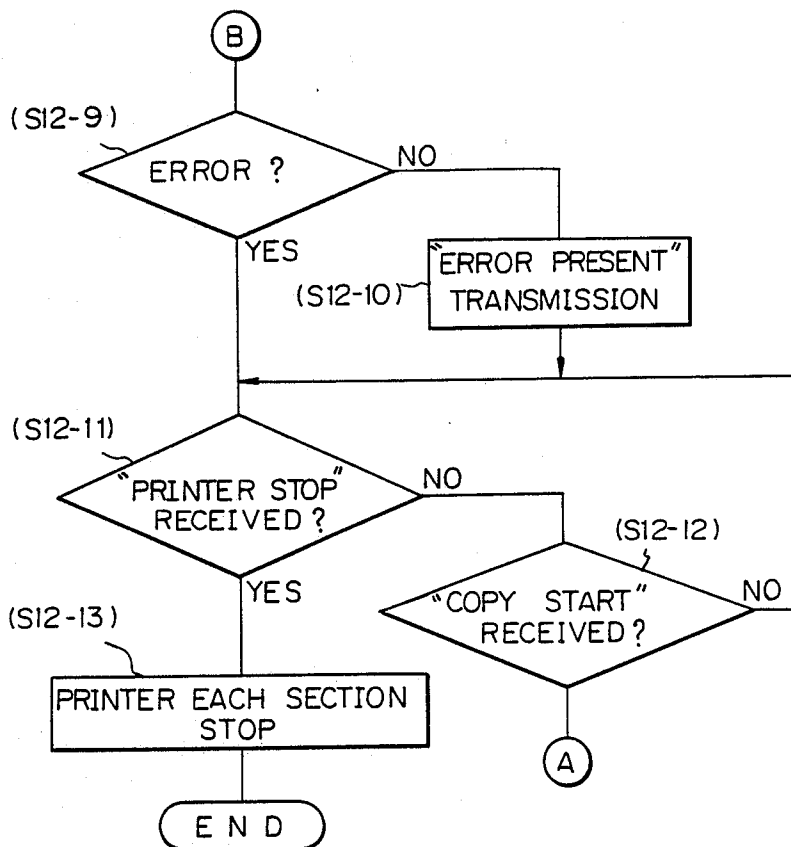 B
(S12-9)
ERROR ?
NO
YES
"ERROR PRESENT"
TRANSMISSION
(S12-10)
(S12-11)
"PRINTER STOP"
RECEIVED?
NO
YES
(S12-12)
"COPY START"
RECEIVED?
NO
(S12-13)
PRINTER EACH SECTION
STOP
A
END